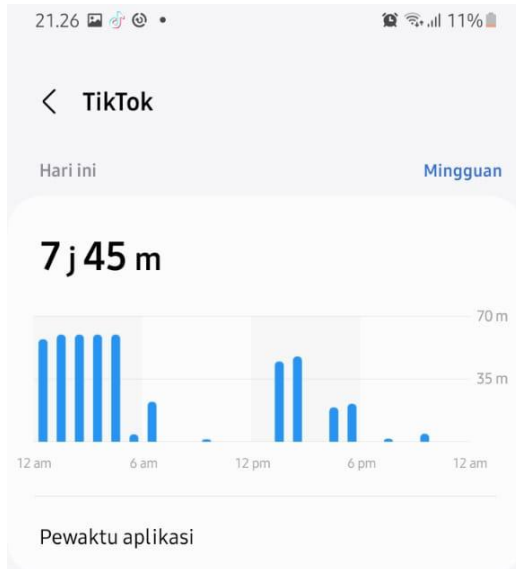 21.26 11%
TikTok
Hari ini Mingguan
7 j 45 m
70 m
35 m
12 am 6 am 12 pm 6 pm 12 am
Pewaktu aplikasi